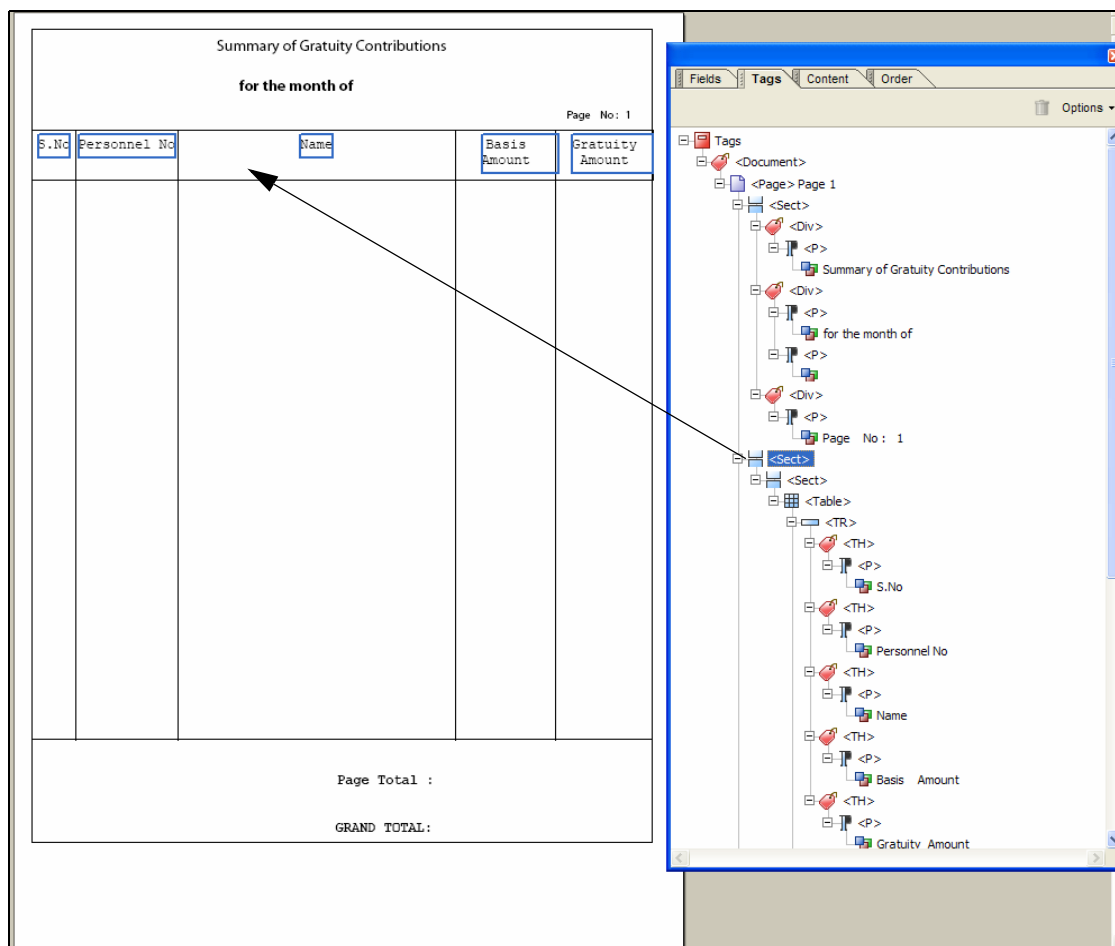 Summary of Gratuity Contributions
for the month of
Page No: 1
S.No Personnel No Name Basis Gratuity
Amount Amount
Page Total :
GRAND TOTAL:
Fields Tags Content Order
Options
Tags
<Document>
<Page> Page 1
<Sect>
<Div>
<P>
Summary of Gratuity Contributions
<Div>
<P>
for the month of
<P>
<Div>
<P>
Page No : 1
<Sect>
<Sect>
<Table>
<TR>
<TH>
<P>
S.No
<TH>
<P>
Personnel No
<TH>
<P>
Name
<TH>
<P>
Basis Amount
<TH>
<P>
Gratuity Amount